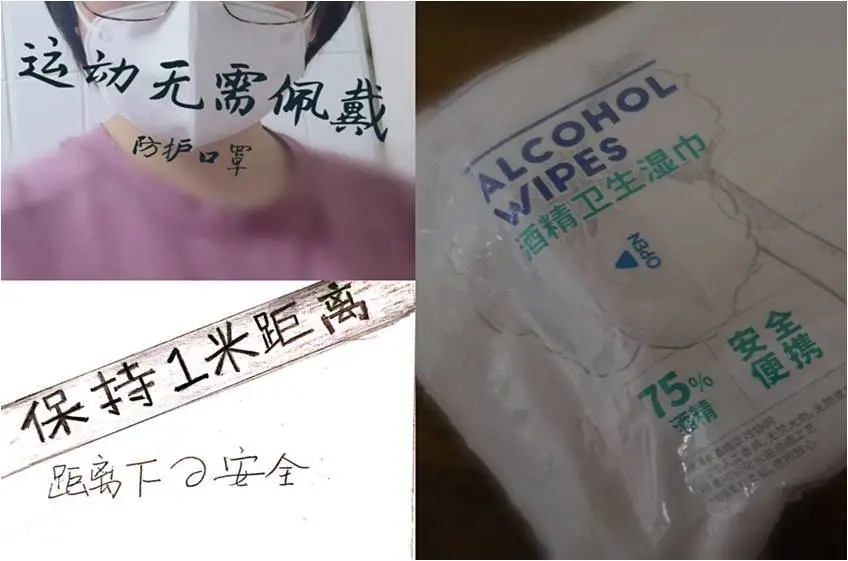 运动无需佩戴
防护口罩
保持1米距离
距离下の安全
ALCOHOL
WIPES
酒精卫生湿巾
OPEN
75%
酒精
安全
便携